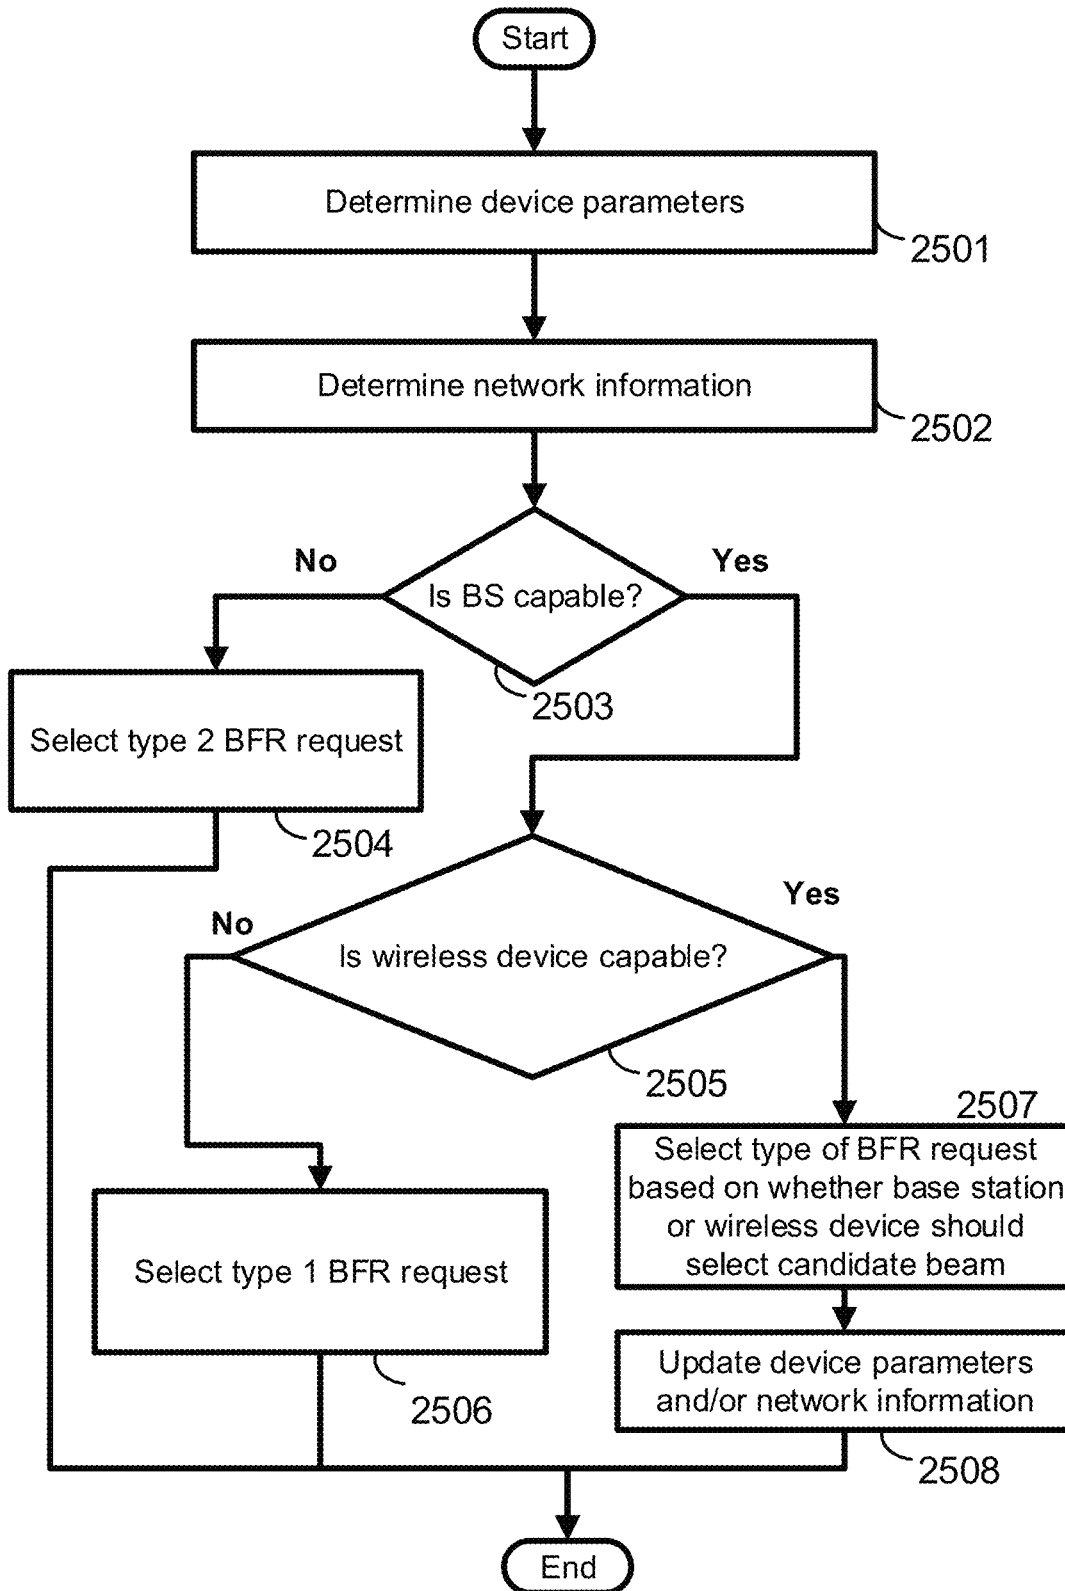 Start
Determine device parameters
2501
Determine network information
2502
No
Yes
Is BS capable?
2503
Select type 2 BFR request
2504
No
Yes
Is wireless device capable?
2505
2507
Select type of BFR request
based on whether base station
or wireless device should
select candidate beam
Select type 1 BFR request
2506
Update device parameters
and/or network information
2508
End